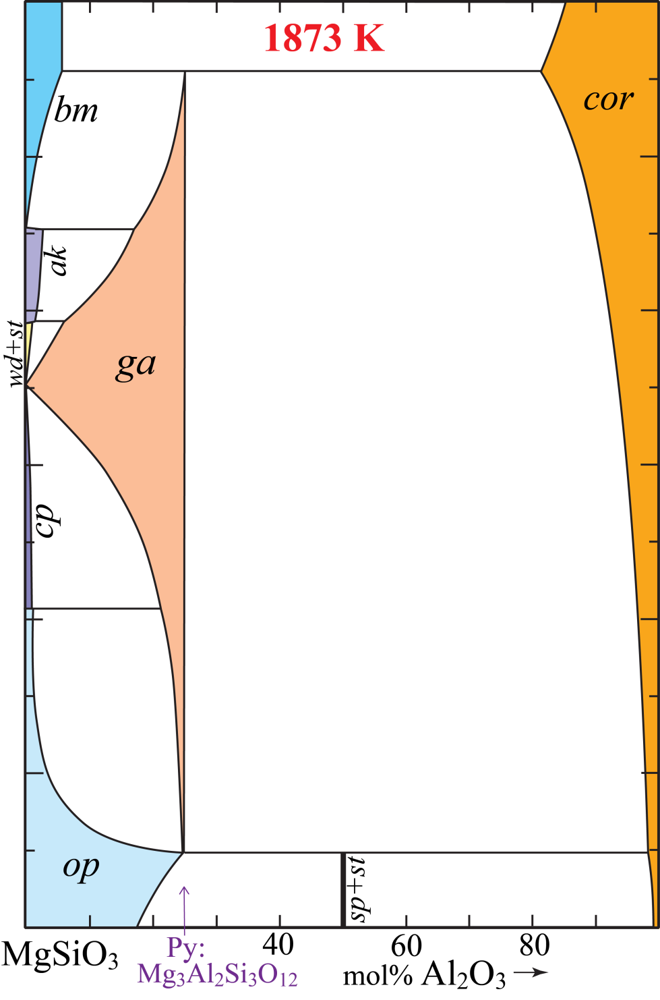 1873 K
bm
cor
ak
wd+st
ga
cp
op
sp+st
MgSiO₃
Py:
Mg₃Al₂Si₃O₁₂
40
60
80
mol% Al₂O₃ →